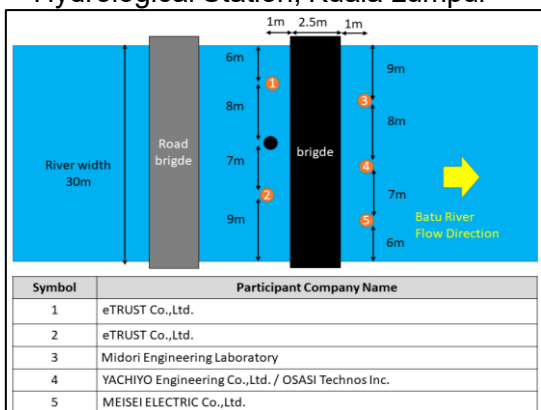 Hydrological Station, Kuala Lumpur
1m 2.5m 1m
6m
9m
1
3
8m
8m
Road
brigde
brigde
River width
30m
7m
4
2
7m
9m
5
Batu River
Flow Direction
6m
Symbol Participant Company Name
1 eTRUST Co.,Ltd.
2 eTRUST Co.,Ltd.
3 Midori Engineering Laboratory
4 YACHIYO Engineering Co.,Ltd. / OSASI Technos Inc.
5 MEISEI ELECTRIC Co.,Ltd.